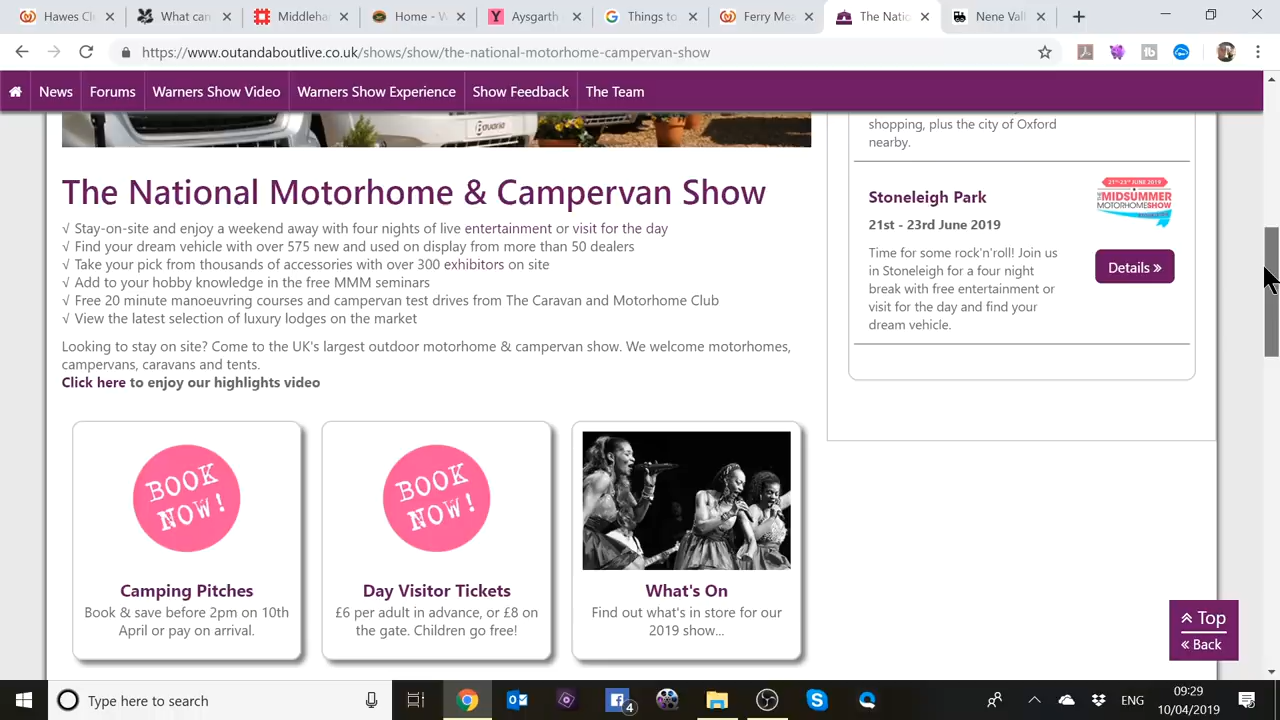 Hawes Cl
What can
Middleha
Home - W
Aysgarth
Things to
Ferry Mea
The Natio
Nene Vall
https://www.outandaboutlive.co.uk/shows/show/the-national-motorhome-campervan-show
News
Forums
Warners Show Video
Warners Show Experience
Show Feedback
The Team
The National Motorhome & Campervan Show
√ Stay-on-site and enjoy a weekend away with four nights of live entertainment or visit for the day
√ Find your dream vehicle with over 575 new and used on display from more than 50 dealers
√ Take your pick from thousands of accessories with over 300 exhibitors on site
√ Add to your hobby knowledge in the free MMM seminars
√ Free 20 minute manoeuvring courses and campervan test drives from The Caravan and Motorhome Club
√ View the latest selection of luxury lodges on the market
Looking to stay on site? Come to the UK's largest outdoor motorhome & campervan show. We welcome motorhomes,
campervans, caravans and tents.
Click here to enjoy our highlights video
BOOK
NOW!
Camping Pitches
Book & save before 2pm on 10th
April or pay on arrival.
BOOK
NOW!
Day Visitor Tickets
£6 per adult in advance, or £8 on
the gate. Children go free!
What's On
Find out what's in store for our
2019 show...
shopping, plus the city of Oxford
nearby.
Stoneleigh Park
21st - 23rd June 2019
Time for some rock'n'roll! Join us
in Stoneleigh for a four night
break with free entertainment or
visit for the day and find your
dream vehicle.
21ST-23RD JUNE 2019
THE MIDSUMMER
MOTORHOME SHOW
Details »
Top
« Back
Type here to search
4
ENG
09:29
10/04/2019